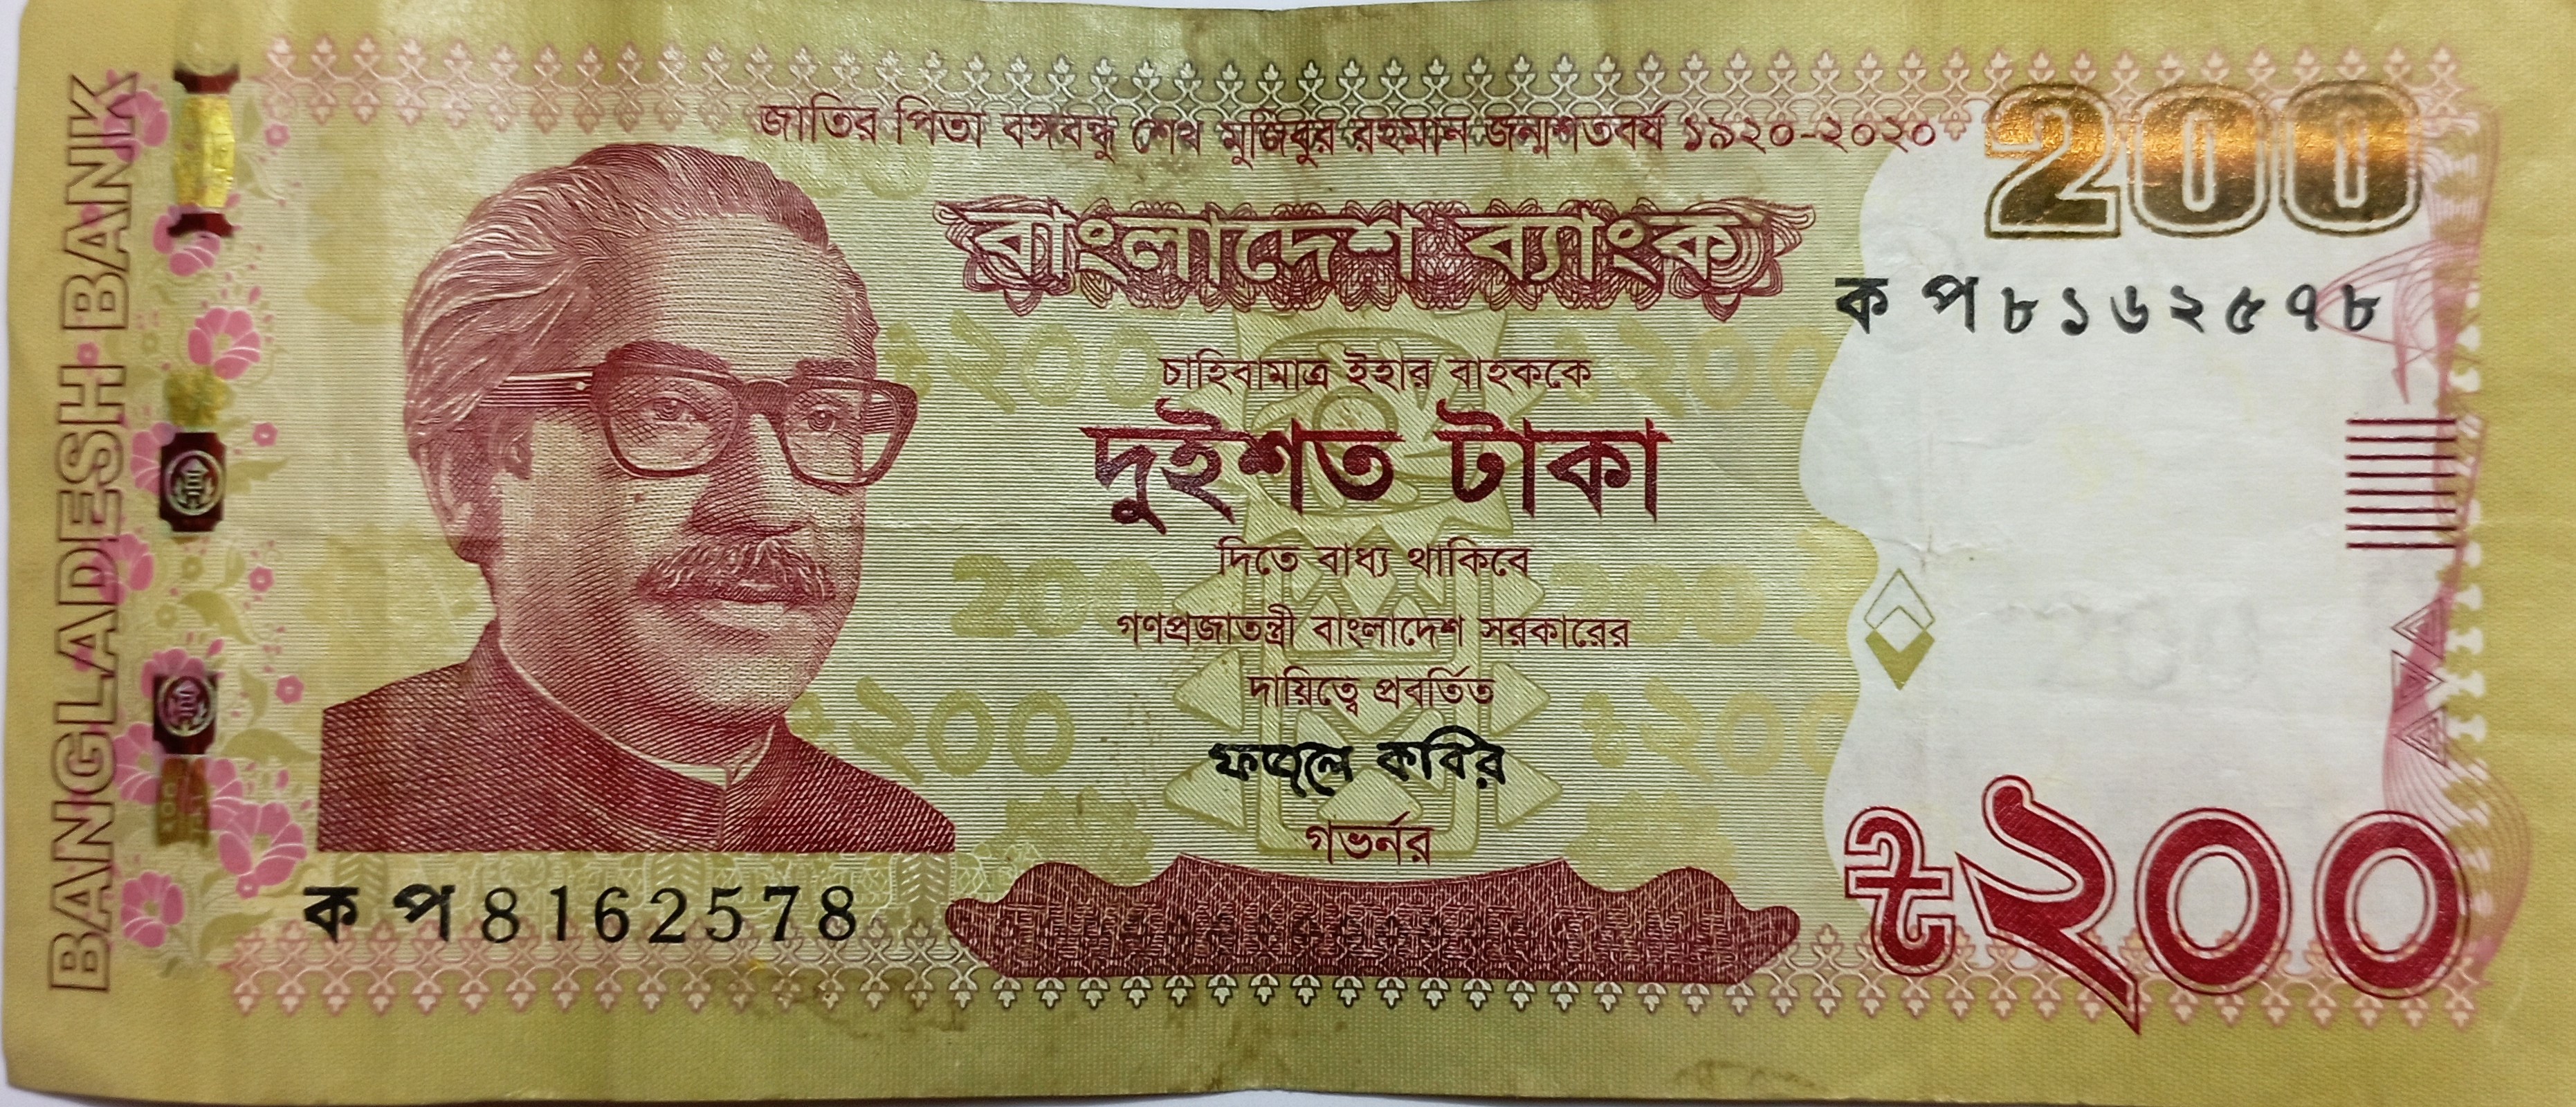 BANGLADESH BANK
জাতির পিতা বঙ্গবন্ধু শেখ মুজিবুর রহমান জন্মশতবর্ষ ১৯২০-২০২০
200
বাংলাদেশ ব্যাংক
ক প ৮১৬২৫৭৮
চাহিবামাত্র ইহার বাহককে
দুইশত টাকা
দিতে বাধ্য থাকিবে
গণপ্রজাতন্ত্রী বাংলাদেশ সরকারের
দায়িত্বে প্রবর্তিত
ফজলে কবির
গভর্নর
ক প 8162578
৳২০০